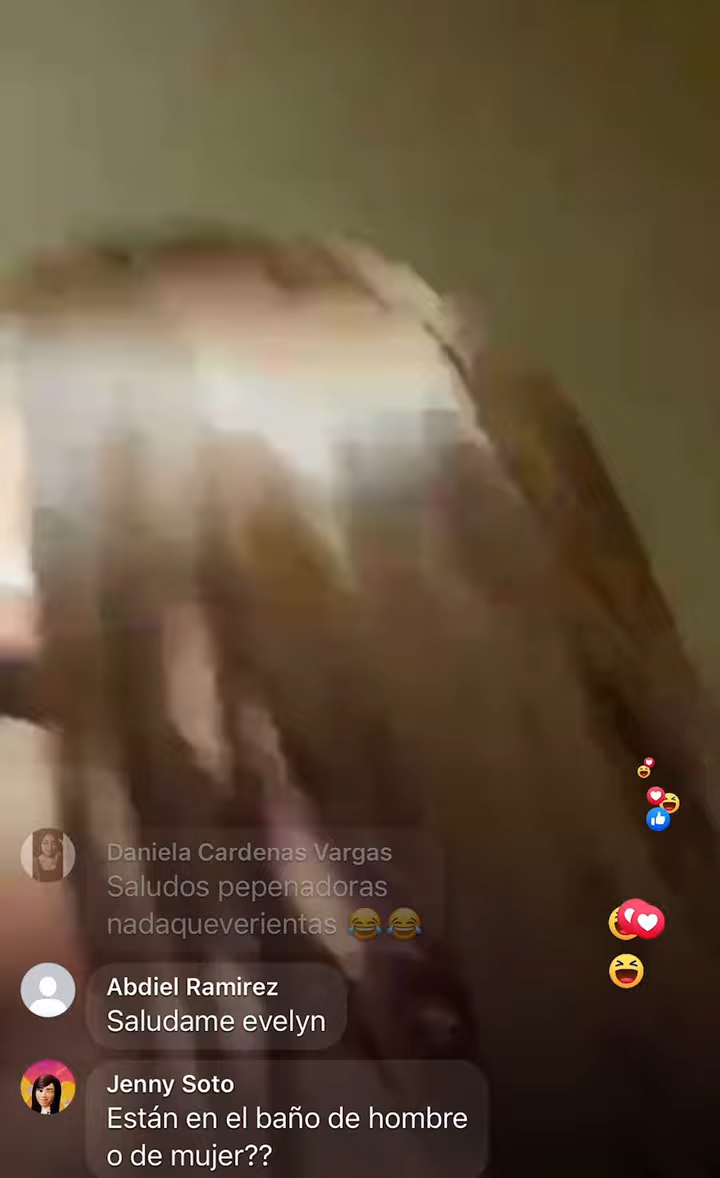 Daniela Cardenas Vargas
Saludos pepenadoras
nadaqueverientas 😂😂
Abdiel Ramirez
Saludame evelyn
Jenny Soto
Están en el baño de hombre
o de mujer??